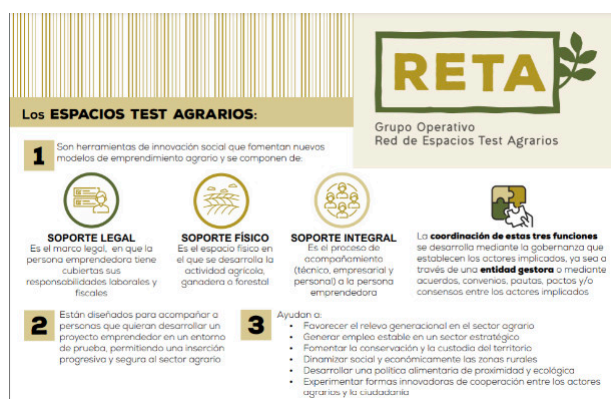 RETA
Grupo Operativo
Red de Espacios Test Agrarios
Los ESPACIOS TEST AGRARIOS:
1
Son herramientas de innovación social que fomentan nuevos
modelos de emprendimiento agrario y se componen de:
SOPORTE LEGAL
Es el marco legal, en que la
persona emprendedora tiene
cubiertas sus
responsabilidades laborales y
fiscales
SOPORTE FÍSICO
Es el espacio físico en
el que se desarrolla la
actividad agrícola,
ganadera o forestal
SOPORTE INTEGRAL
Es el proceso de
acompañamiento
(técnico, empresarial y
personal) a la persona
emprendedora
La coordinación de estas tres funciones
se desarrolla mediante la gobernanza que
establecen los actores implicados, ya sea a
través de una entidad gestora o mediante
acuerdos, convenios, pautas, pactos y/o
consensos entre los actores implicados
2
Están diseñados para acompañar a
personas que quieran desarrollar un
proyecto emprendedor en un entorno
de prueba, permitiendo una inserción
progresiva y segura al sector agrario
3
Ayudan a:
• Favorecer el relevo generacional en el sector agrario
• Generar empleo estable en un sector estratégico
• Fomentar la conservación y la custodia del territorio
• Dinamizar social y económicamente las zonas rurales
• Desarrollar una política alimentaria de proximidad y ecológica
• Experimentar formas innovadoras de cooperación entre los actores
agrarios y la ciudadanía